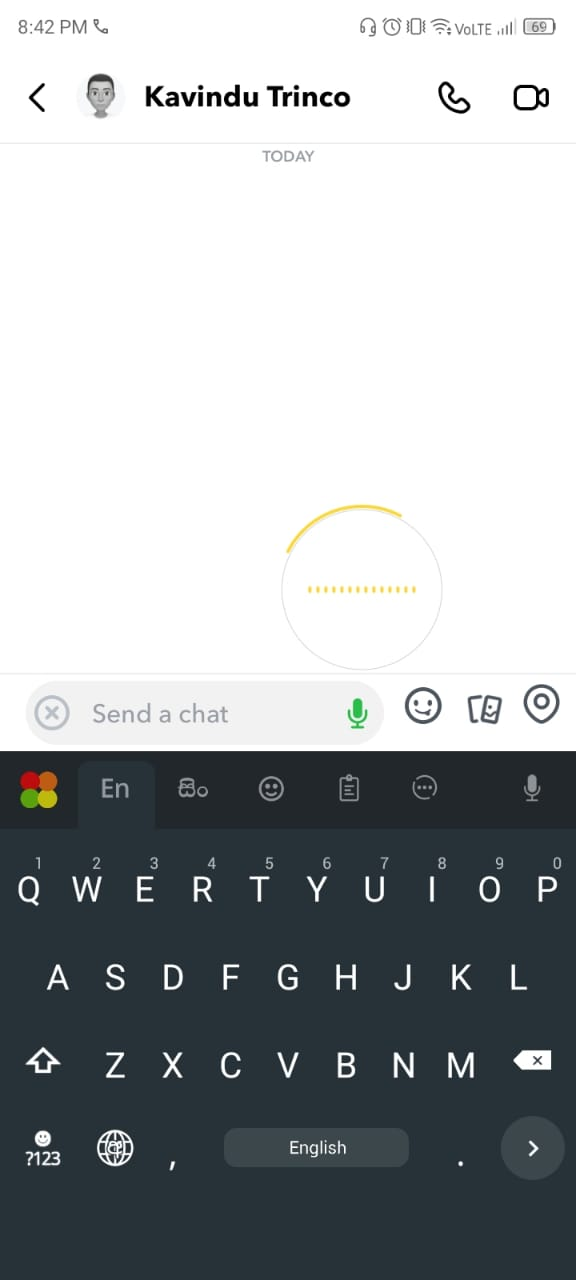 8:42 PM VoLTE 69
Kavindu Trinco
TODAY
Send a chat
En සිං
1 2 3 4 5 6 7 8 9 0
Q W E R T Y U I O P
A S D F G H J K L
Z X C V B N M
?123 , English .